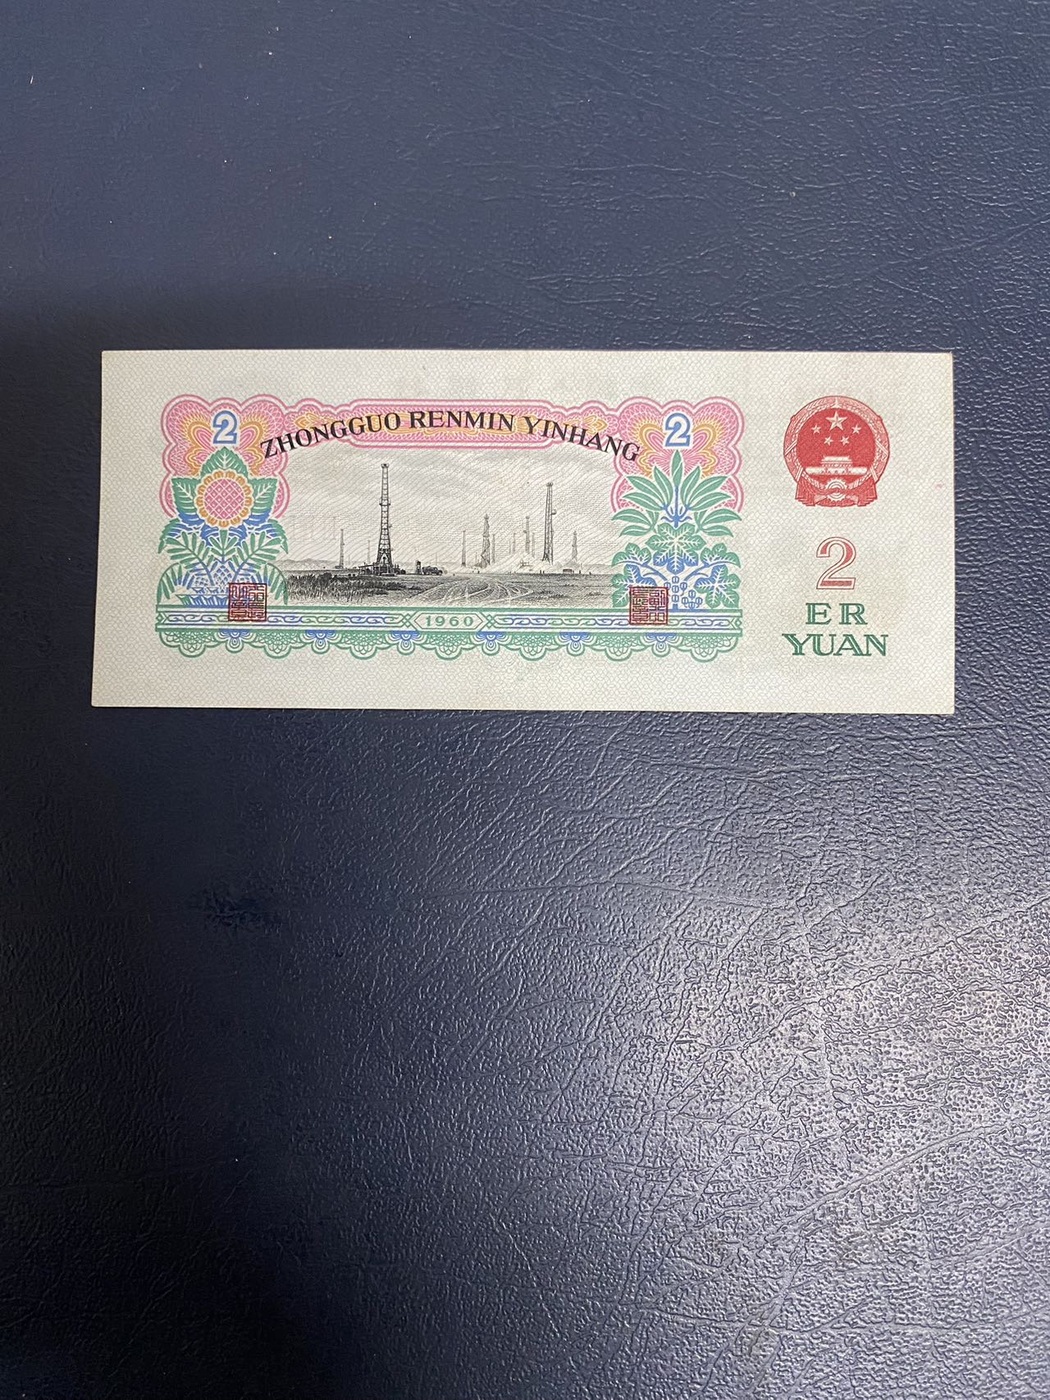 2
ZHONGGUO RENMIN YINHANG
2
1960
2
ER
YUAN